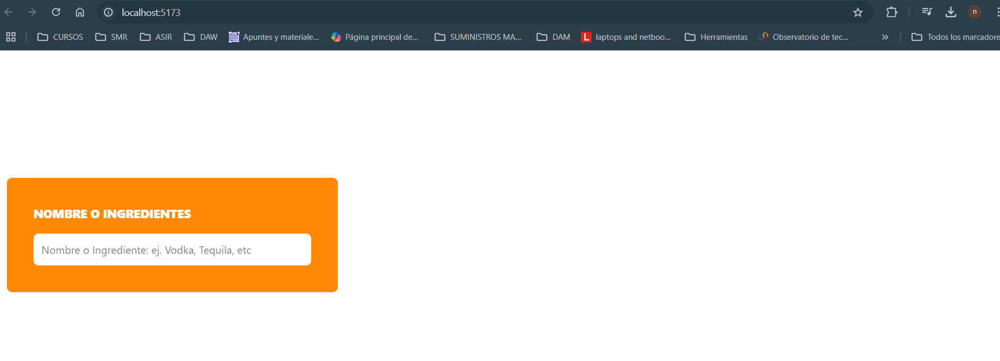 localhost:5173
n
CURSOS SMR ASIR DAW Apuntes y materiale... Página principal de... SUMINISTROS MA... DAM L laptops and netboo... Herramientas Observatorio de tec... » Todos los marcadore
NOMBRE O INGREDIENTES
Nombre o Ingrediente: ej. Vodka, Tequila, etc